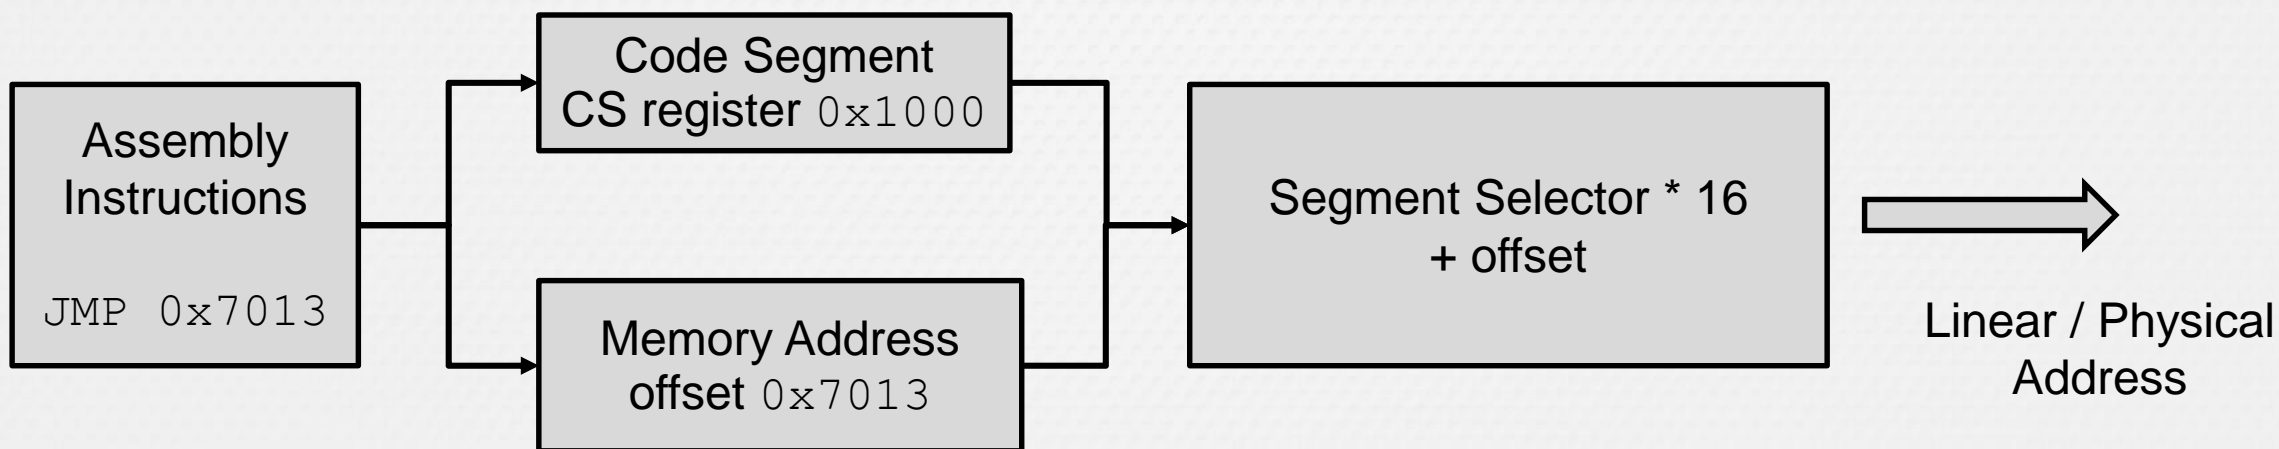 Assembly
Instructions
JMP 0x7013
Code Segment
CS register 0x1000
Memory Address
offset 0x7013
Segment Selector * 16
+ offset
Linear / Physical
Address